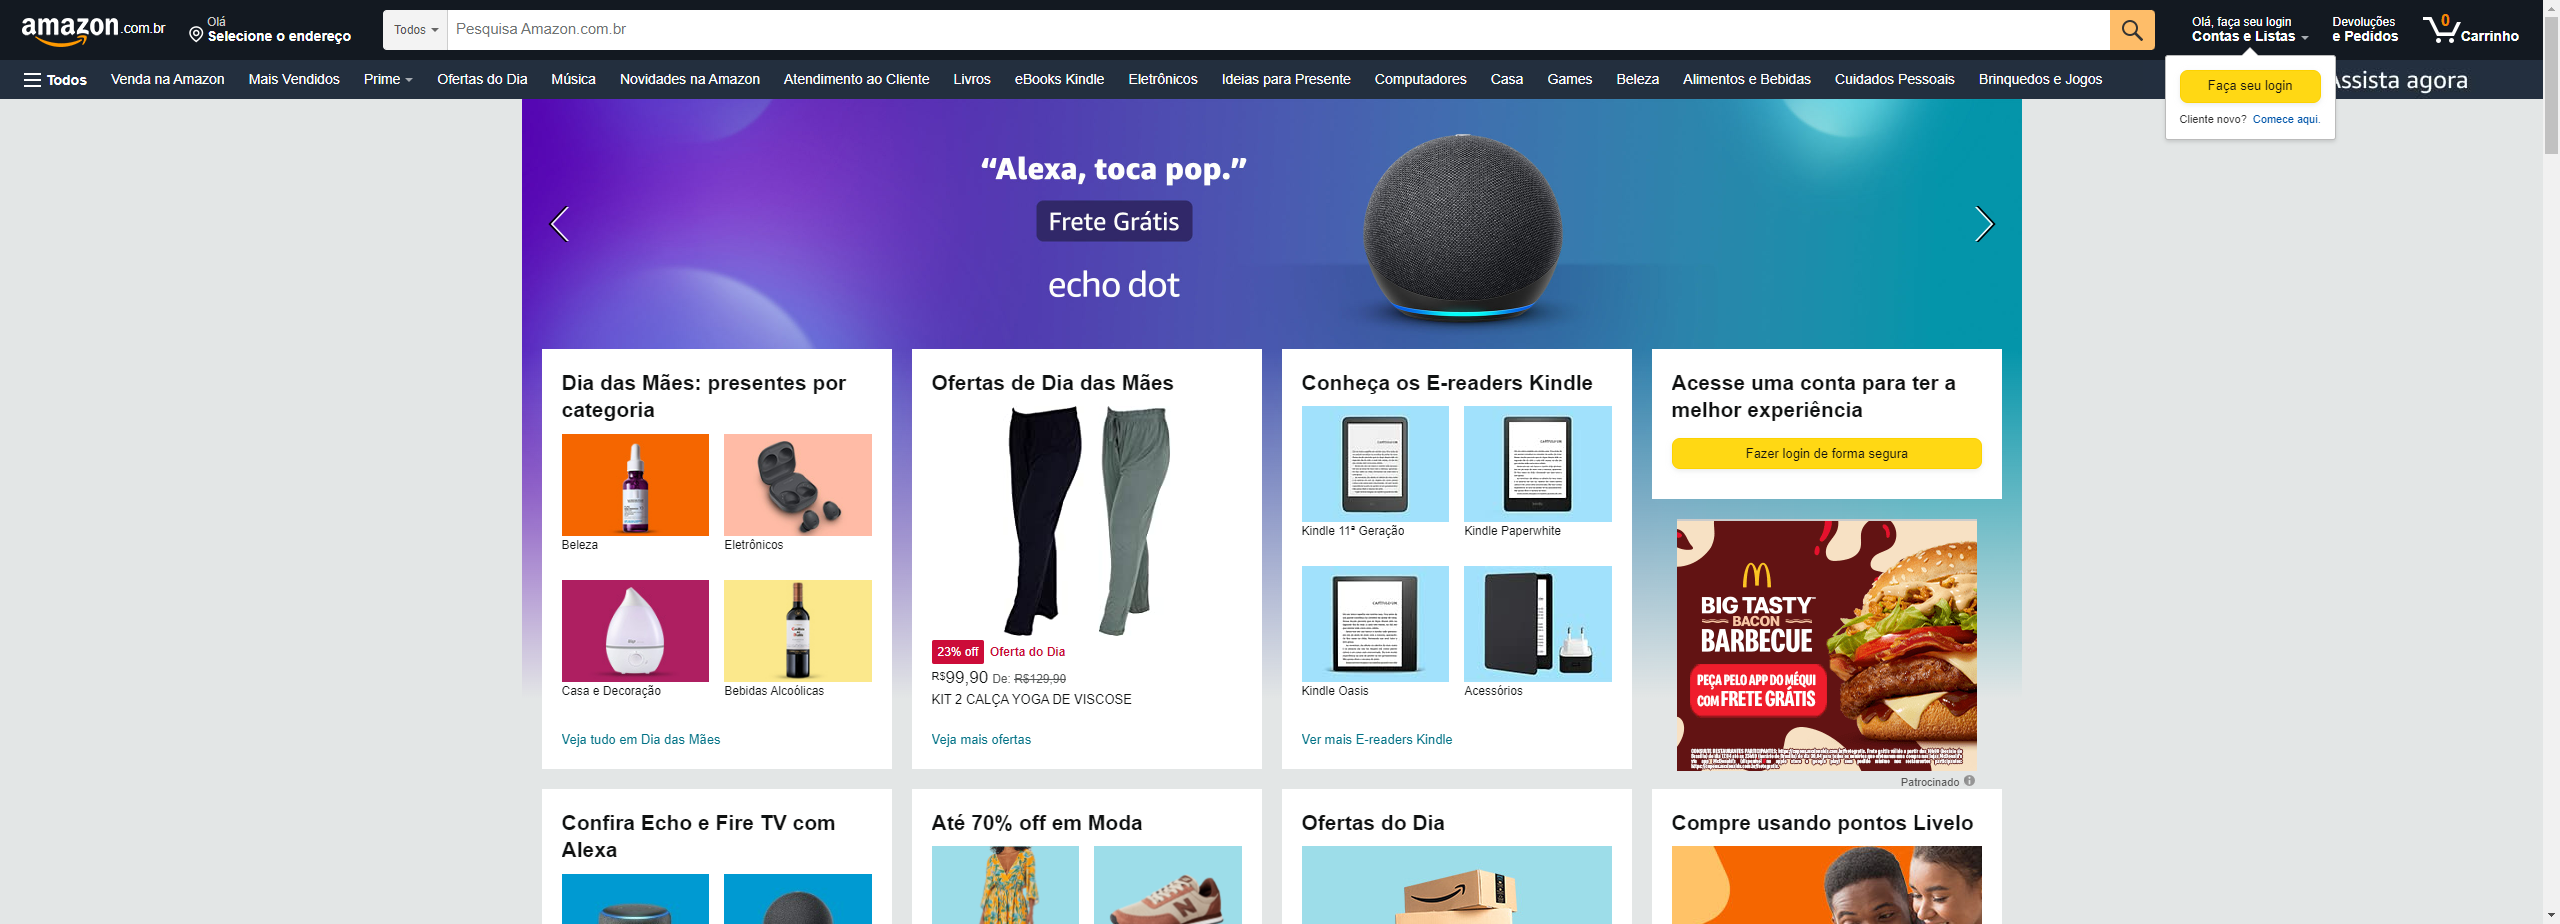 amazon.com.br
Olá
Selecione o endereço
Todos
Pesquisa Amazon.com.br
Olá, faça seu login
Contas e Listas
Devoluções
e Pedidos
0
Carrinho
Todos
Venda na Amazon
Mais Vendidos
Prime
Ofertas do Dia
Música
Novidades na Amazon
Atendimento ao Cliente
Livros
eBooks Kindle
Eletrônicos
Ideias para Presente
Computadores
Casa
Games
Beleza
Alimentos e Bebidas
Cuidados Pessoais
Brinquedos e Jogos
Assista agora
Faça seu login
Cliente novo? Comece aqui.
“Alexa, toca pop.”
Frete Grátis
echo dot
Dia das Mães: presentes por
categoria
Beleza
Eletrônicos
Casa e Decoração
Bebidas Alcoólicas
Veja tudo em Dia das Mães
Ofertas de Dia das Mães
23% off
Oferta do Dia
R$99,90 De: R$129,90
KIT 2 CALÇA YOGA DE VISCOSE
Veja mais ofertas
Conheça os E-readers Kindle
Kindle 11ª Geração
Kindle Paperwhite
Kindle Oasis
Acessórios
Ver mais E-readers Kindle
Acesse uma conta para ter a
melhor experiência
Fazer login de forma segura
BIG TASTY
BACON
BARBECUE
PEÇA PELO APP DO MÉQUI
COM FRETE GRÁTIS
Patrocinado
Confira Echo e Fire TV com
Alexa
Até 70% off em Moda
Ofertas do Dia
Compre usando pontos Livelo